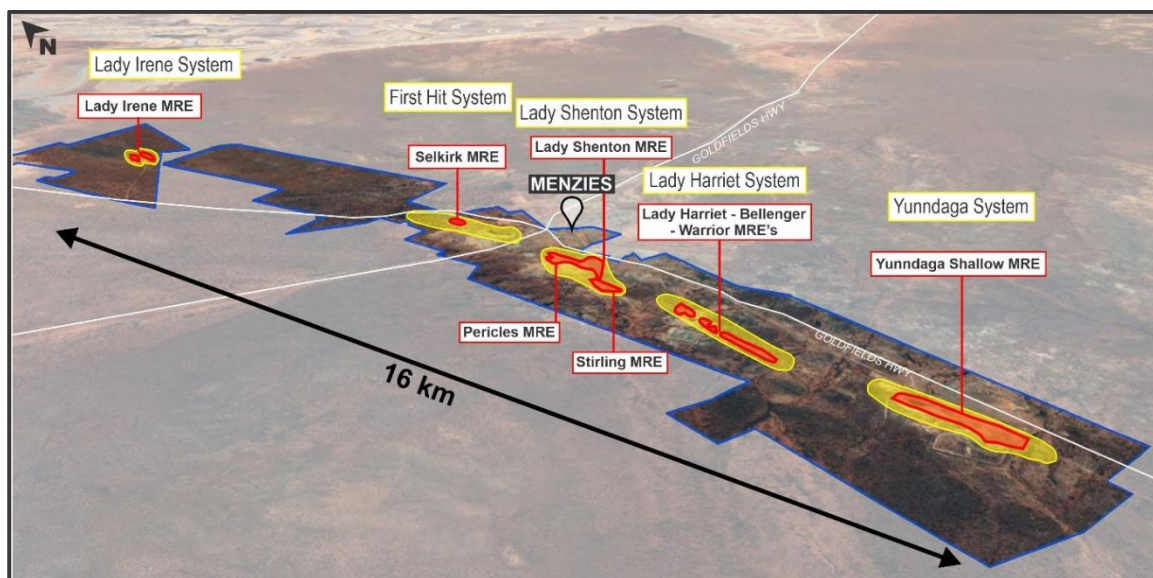 N
Lady Irene System
Lady Irene MRE
First Hit System
Selkirk MRE
Lady Shenton System
Lady Shenton MRE
MENZIES
GOLDFIELDS HWY
Lady Harriet System
Lady Harriet - Bellenger
- Warrior MRE's
Yunndaga System
Yunndaga Shallow MRE
Pericles MRE
Stirling MRE
GOLDFIELDS HWY
16 km